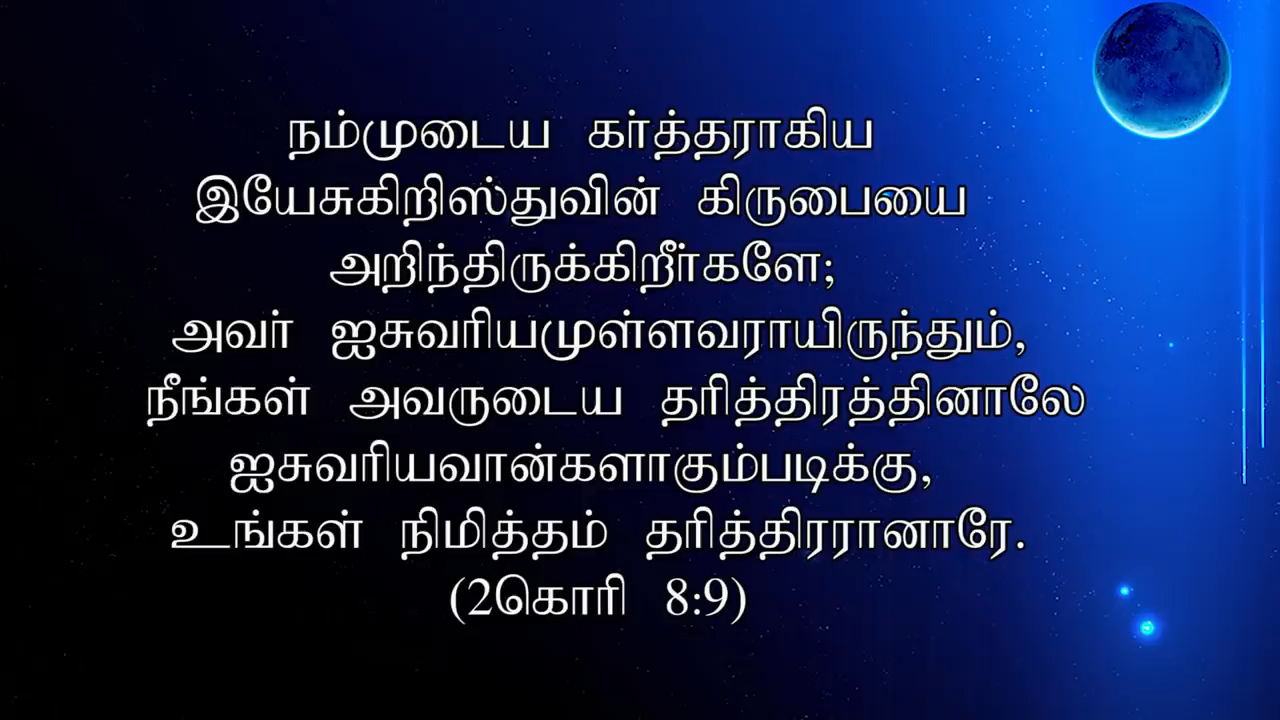 நம்முடைய கர்த்தராகிய
இயேசுகிறிஸ்துவின் கிருபையை
அறிந்திருக்கிறீர்களே;
அவர் ஐசுவரியமுள்ளவராயிருந்தும்,
நீங்கள் அவருடைய தரித்திரத்தினாலே
ஐசுவரியவான்களாகும்படிக்கு,
உங்கள் நிமித்தம் தரித்திரரானாரே.
(2கொரி 8:9)